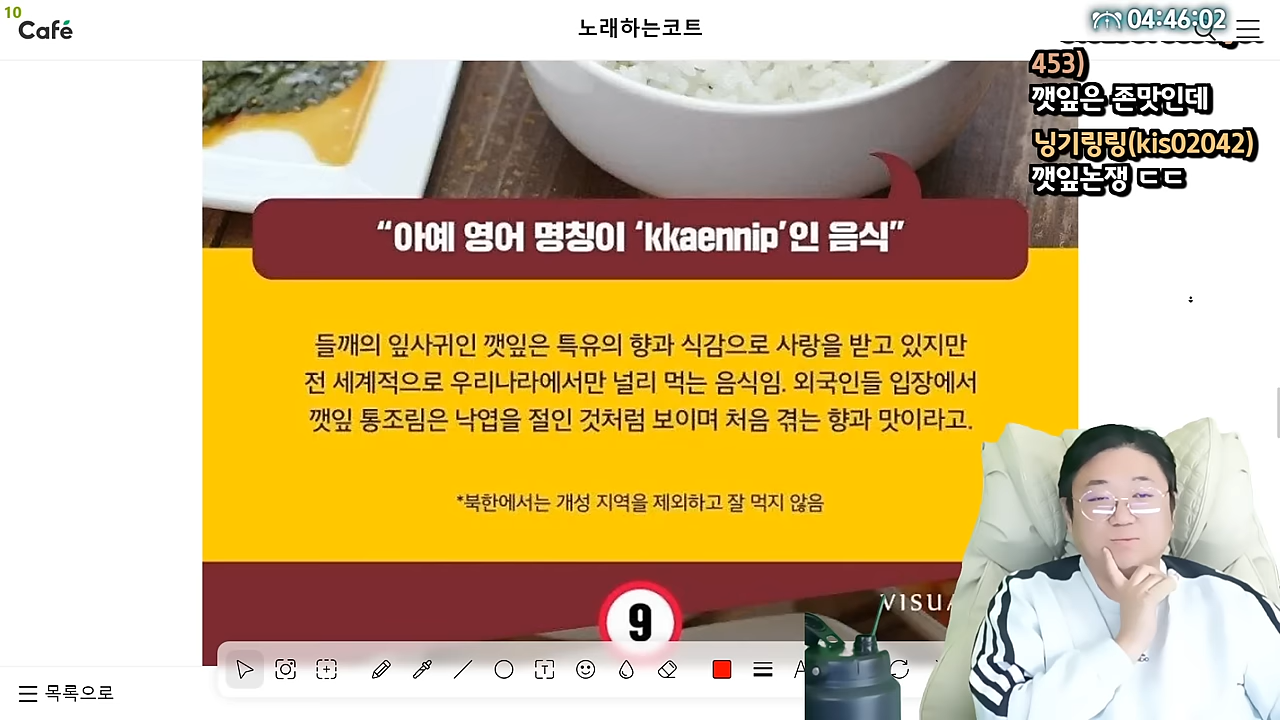 10
Café
노래하는코트
04:46:02
453)
깻잎은 존맛인데
닝기링링(kis02042)
깻잎논쟁 ㄷㄷ
“아예 영어 명칭이 ‘kkaennip’인 음식”
들깨의 잎사귀인 깻잎은 특유의 향과 식감으로 사랑을 받고 있지만
전 세계적으로 우리나라에서만 널리 먹는 음식임. 외국인들 입장에서
깻잎 통조림은 낙엽을 절인 것처럼 보이며 처음 겪는 향과 맛이라고.
*북한에서는 개성 지역을 제외하고 잘 먹지 않음
9
목록으로